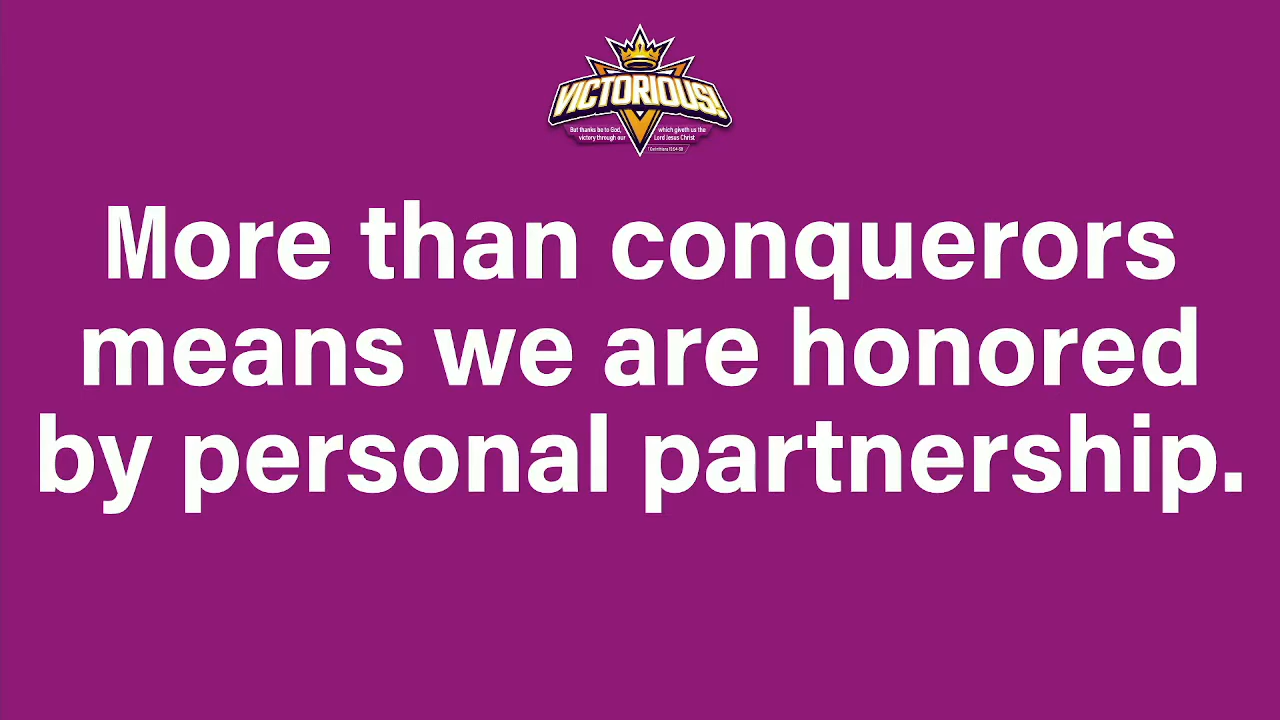 VICTORIOUS!
But thanks be to God, which giveth us the
victory through our Lord Jesus Christ
More than conquerors
means we are honored
by personal partnership.